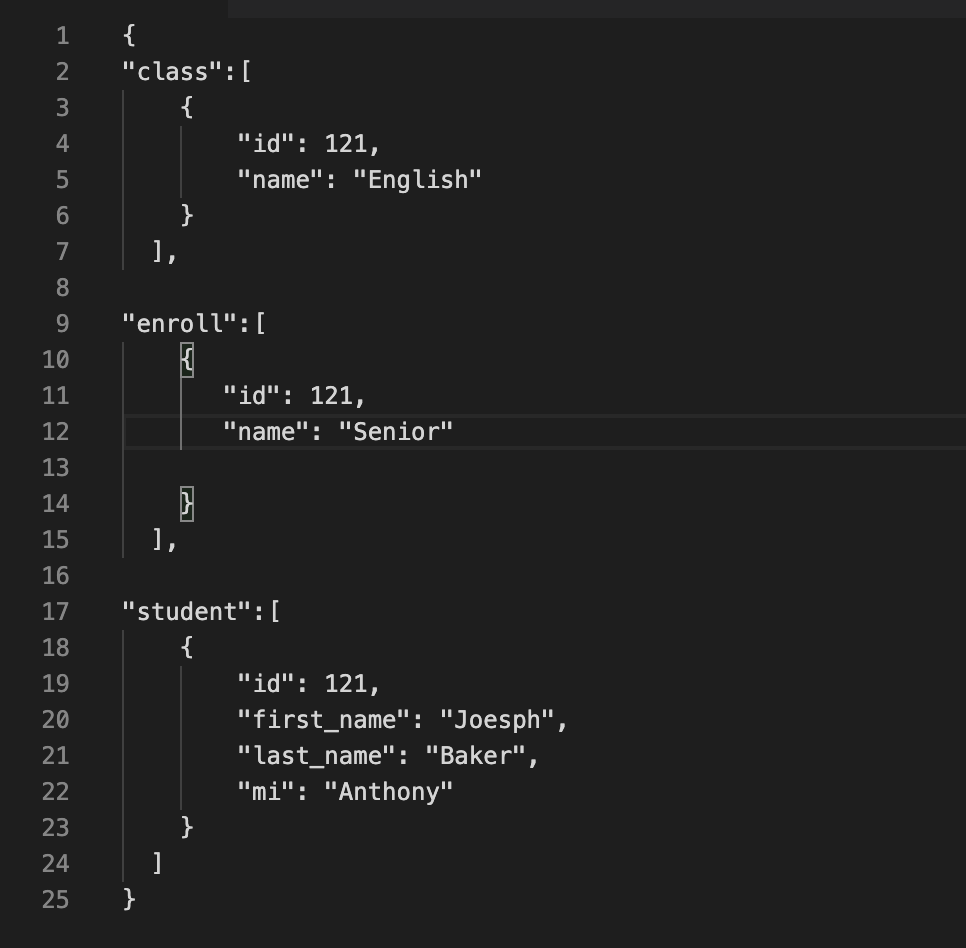 1 {
2 "class":[
3 {
4 "id": 121,
5 "name": "English"
6 }
7 ],
8
9 "enroll":[
10 {
11 "id": 121,
12 "name": "Senior"
13
14 }
15 ],
16
17 "student":[
18 {
19 "id": 121,
20 "first_name": "Joesph",
21 "last_name": "Baker",
22 "mi": "Anthony"
23 }
24 ]
25 }